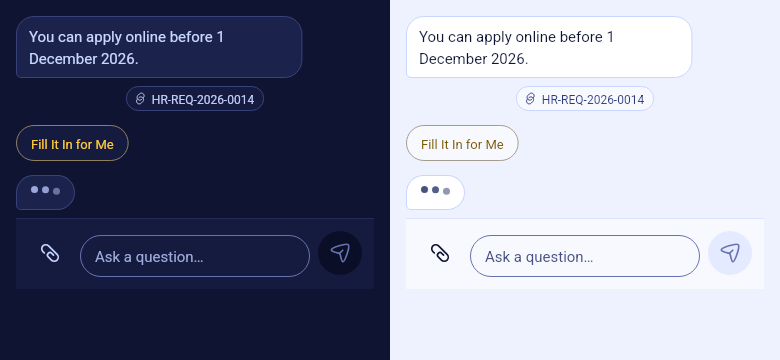 You can apply online before 1
December 2026.
HR-REQ-2026-0014
Fill It In for Me
Ask a question…
You can apply online before 1
December 2026.
HR-REQ-2026-0014
Fill It In for Me
Ask a question…